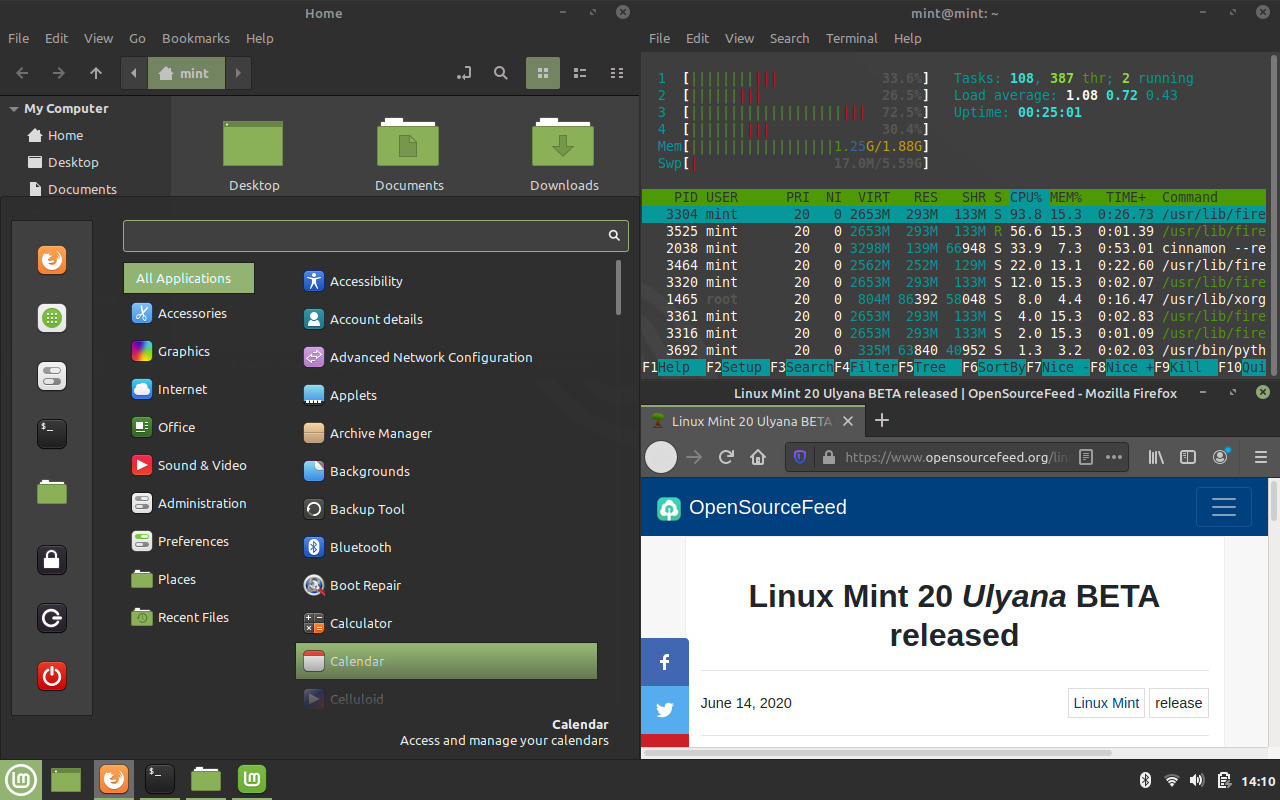 Home
File Edit View Go Bookmarks Help
mint
My Computer
Home
Desktop
Documents
Desktop
Documents
Downloads
All Applications
Accessories
Graphics
Internet
Office
Sound & Video
Administration
Preferences
Places
Recent Files
Accessibility
Account details
Advanced Network Configuration
Applets
Archive Manager
Backgrounds
Backup Tool
Bluetooth
Boot Repair
Calculator
Calendar
Celluloid
Calendar
Access and manage your calendars
mint@mint: ~
File Edit View Search Terminal Help
1 [||||||||||| 33.6%] Tasks: 108, 387 thr; 2 running
2 [||||||||| 26.5%] Load average: 1.08 0.72 0.43
3 [|||||||||||||||||||||| 72.5%] Uptime: 00:25:01
4 [|||||||||| 30.4%]
Mem[||||||||||||||||||1.25G/1.88G]
Swp[| 17.0M/5.59G]
PID USER PRI NI VIRT RES SHR S CPU% MEM% TIME+ Command
3304 mint 20 0 2653M 293M 133M S 93.8 15.3 0:26.73 /usr/lib/fire
3525 mint 20 0 2653M 293M 133M R 56.6 15.3 0:01.39 /usr/lib/fire
2038 mint 20 0 3298M 139M 66948 S 33.9 7.3 0:53.01 cinnamon --re
3464 mint 20 0 2562M 252M 129M S 22.0 13.1 0:22.60 /usr/lib/fire
3320 mint 20 0 2653M 293M 133M S 12.0 15.3 0:02.07 /usr/lib/fire
1465 root 20 0 804M 86392 58048 S 8.0 4.4 0:16.47 /usr/lib/xorg
3361 mint 20 0 2653M 293M 133M S 4.0 15.3 0:02.83 /usr/lib/fire
3316 mint 20 0 2653M 293M 133M S 2.0 15.3 0:01.09 /usr/lib/fire
3692 mint 20 0 335M 63840 40952 S 1.3 3.2 0:02.03 /usr/bin/pyth
F1Help F2Setup F3SearchF4FilterF5Tree F6SortByF7Nice -F8Nice +F9Kill F10Qui
Linux Mint 20 Ulyana BETA released | OpenSourceFeed - Mozilla Firefox
Linux Mint 20 Ulyana BETA
https://www.opensourcefeed.org/lin
OpenSourceFeed
Linux Mint 20 Ulyana BETA
released
June 14, 2020 Linux Mint release
14:10